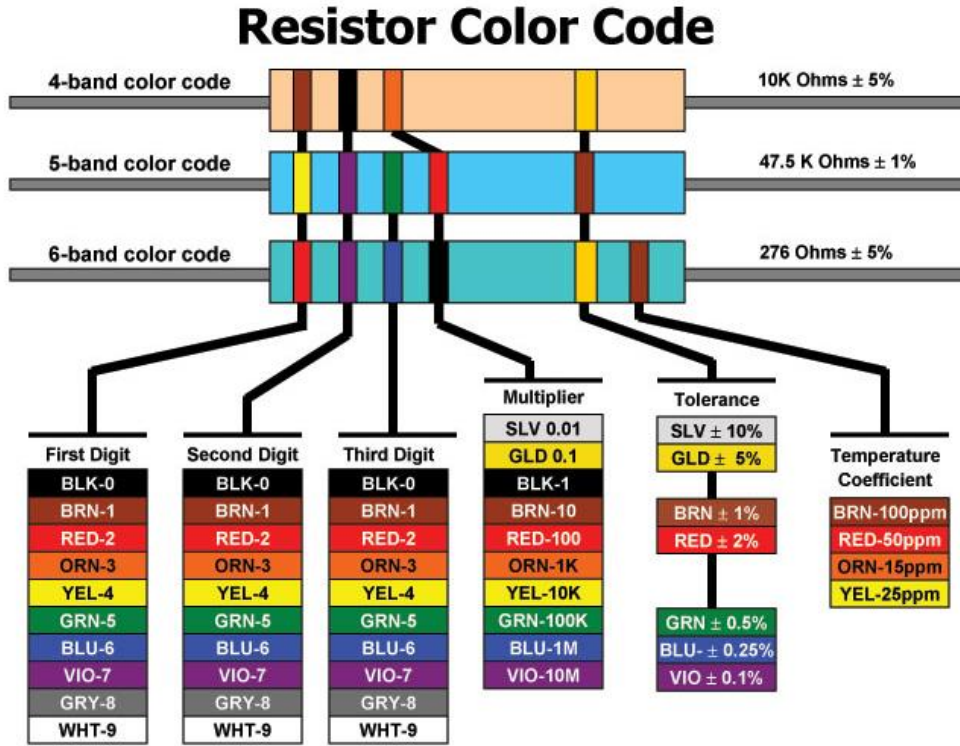 Resistor Color Code
4-band color code
10K Ohms ± 5%
5-band color code
47.5 K Ohms ± 1%
6-band color code
276 Ohms ± 5%
First Digit
BLK-0
BRN-1
RED-2
ORN-3
YEL-4
GRN-5
BLU-6
VIO-7
GRY-8
WHT-9
Second Digit
BLK-0
BRN-1
RED-2
ORN-3
YEL-4
GRN-5
BLU-6
VIO-7
GRY-8
WHT-9
Third Digit
BLK-0
BRN-1
RED-2
ORN-3
YEL-4
GRN-5
BLU-6
VIO-7
GRY-8
WHT-9
Multiplier
SLV 0.01
GLD 0.1
BLK-1
BRN-10
RED-100
ORN-1K
YEL-10K
GRN-100K
BLU-1M
VIO-10M
Tolerance
SLV ± 10%
GLD ± 5%
BRN ± 1%
RED ± 2%
GRN ± 0.5%
BLU- ± 0.25%
VIO ± 0.1%
Temperature
Coefficient
BRN-100ppm
RED-50ppm
ORN-15ppm
YEL-25ppm